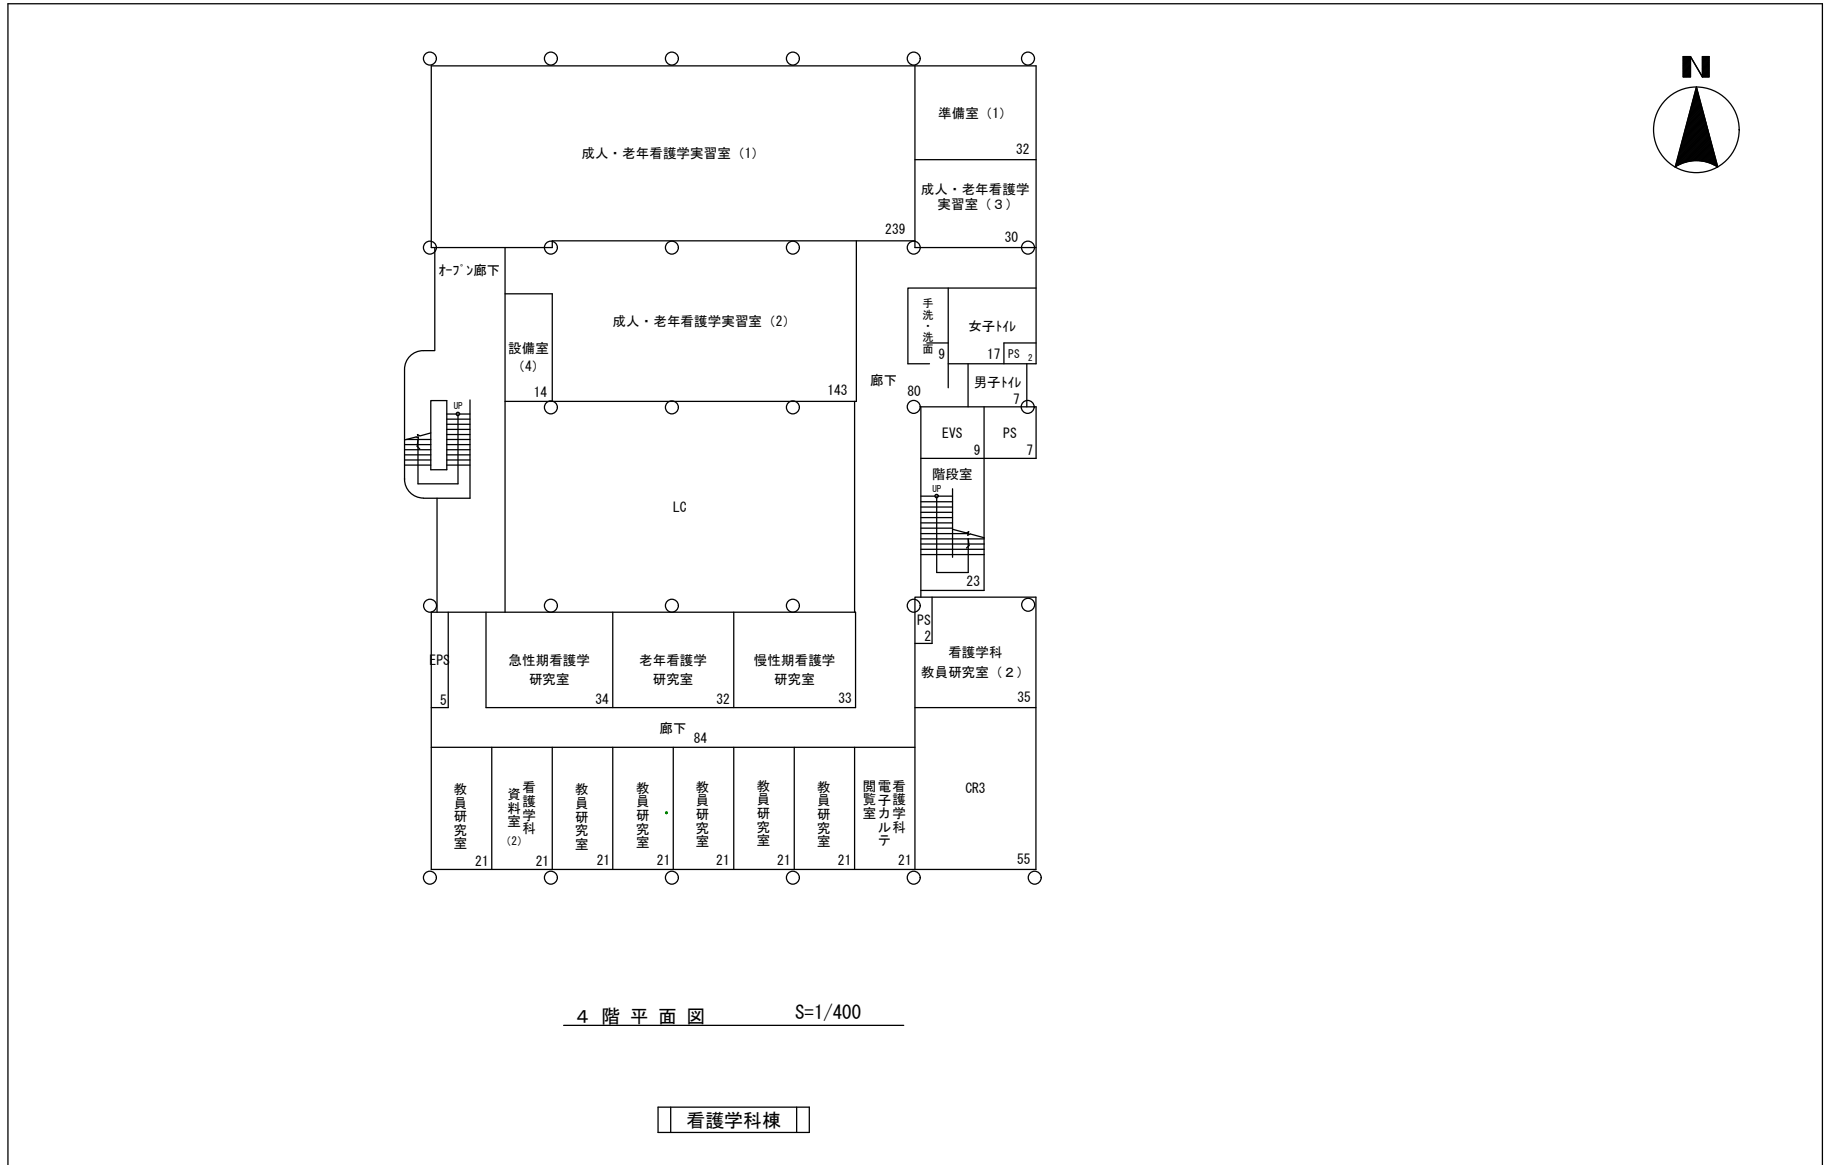 N
準備室（1）
32
成人・老年看護学実習室（1）
239
成人・老年看護学
実習室（３）
30
ｵｰﾌﾟﾝ廊下
成人・老年看護学実習室（2）
143
設備室
（4）
14
手洗・洗面
9
女子ﾄｲﾚ
17
PS
2
男子ﾄｲﾚ
7
廊下
80
UP
EVS
9
PS
7
階段室
UP
23
LC
PS
2
看護学科
教員研究室（２）
35
EPS
5
急性期看護学
研究室
34
老年看護学
研究室
32
慢性期看護学
研究室
33
廊下
84
教員研究室
21
看護学科
資料室
（2）
21
教員研究室
21
教員研究室
21
教員研究室
21
教員研究室
21
教員研究室
21
看護学科
電子カルテ
閲覧室
21
CR3
55
４階平面図 S=1/400
看護学科棟